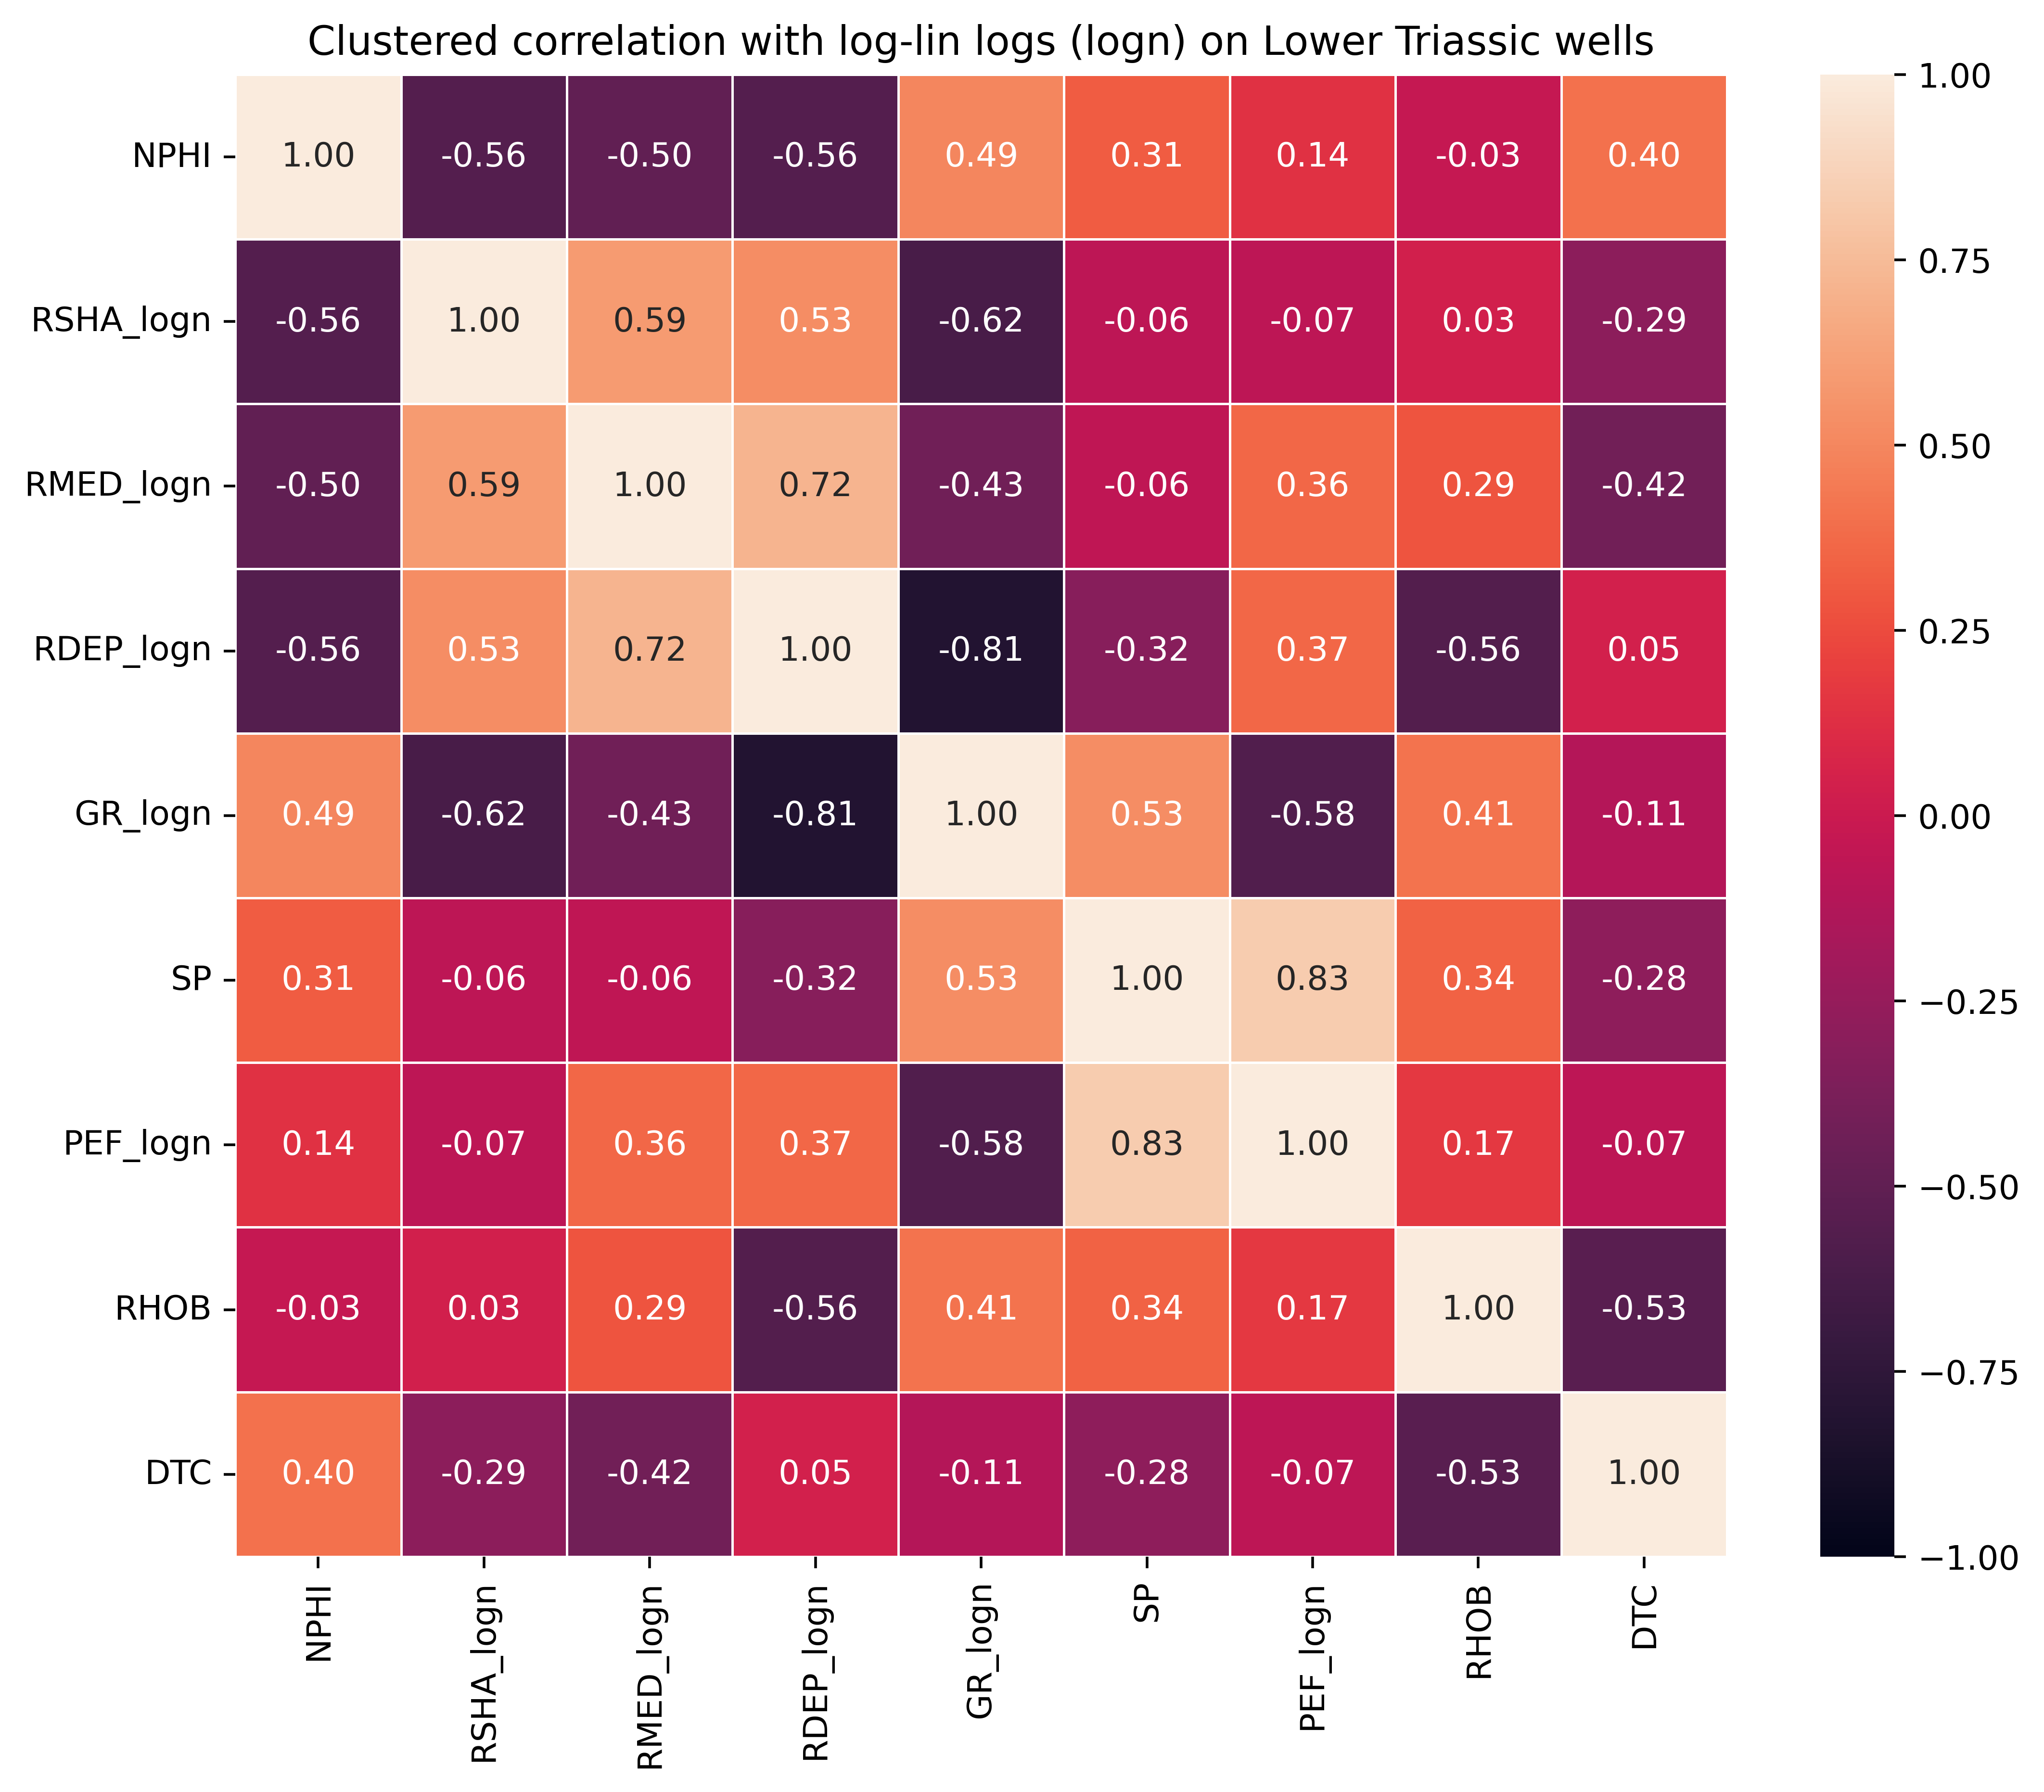 Clustered correlation with log-lin logs (logn) on Lower Triassic wells
NPHI 1.00 -0.56 -0.50 -0.56 0.49 0.31 0.14 -0.03 0.40
RSHA_logn -0.56 1.00 0.59 0.53 -0.62 -0.06 -0.07 0.03 -0.29
RMED_logn -0.50 0.59 1.00 0.72 -0.43 -0.06 0.36 0.29 -0.42
RDEP_logn -0.56 0.53 0.72 1.00 -0.81 -0.32 0.37 -0.56 0.05
GR_logn 0.49 -0.62 -0.43 -0.81 1.00 0.53 -0.58 0.41 -0.11
SP 0.31 -0.06 -0.06 -0.32 0.53 1.00 0.83 0.34 -0.28
PEF_logn 0.14 -0.07 0.36 0.37 -0.58 0.83 1.00 0.17 -0.07
RHOB -0.03 0.03 0.29 -0.56 0.41 0.34 0.17 1.00 -0.53
DTC 0.40 -0.29 -0.42 0.05 -0.11 -0.28 -0.07 -0.53 1.00
NPHI RSHA_logn RMED_logn RDEP_logn GR_logn SP PEF_logn RHOB DTC
1.00
0.75
0.50
0.25
0.00
−0.25
−0.50
−0.75
−1.00